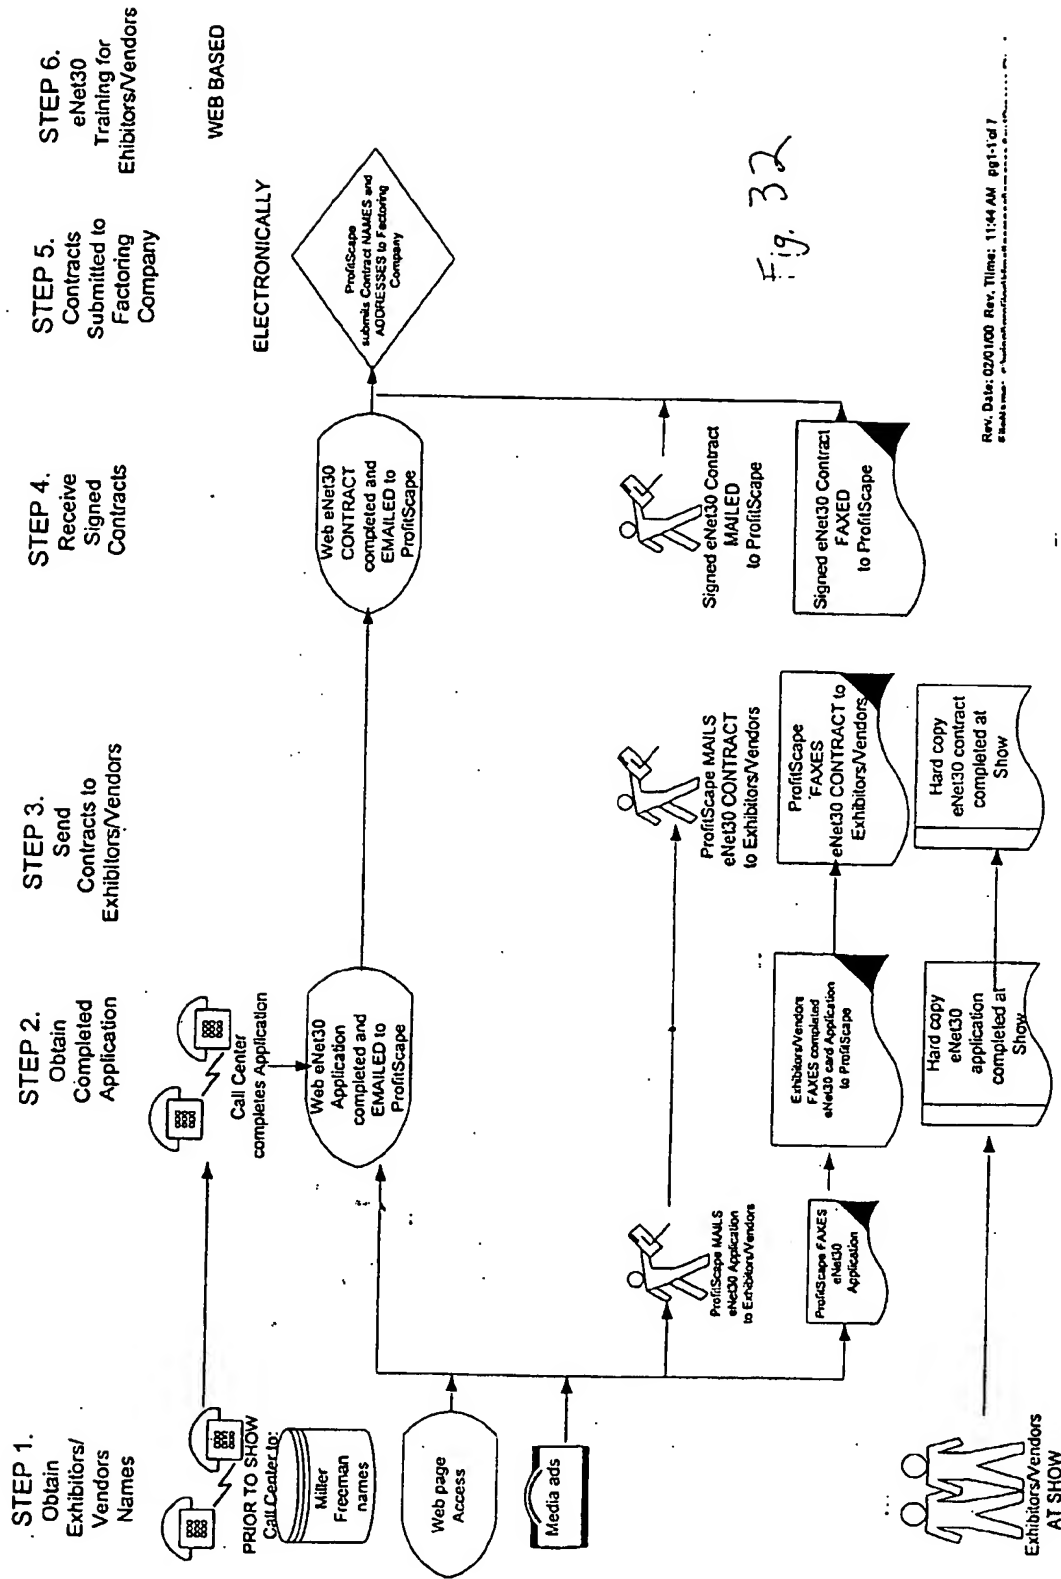 STEP 1.
Obtain
Exhibitors/
Vendors
Names
STEP 2.
Obtain
Completed
Application
STEP 3.
Send
Contracts to
Exhibitors/Vendors
STEP 4.
Receive
Signed
Contracts
STEP 5.
Contracts
Submitted to
Factoring
Company
STEP 6.
eNet30
Training for
Ehibitors/Vendors
PRIOR TO SHOW
Call Center to:
Miller
Freeman
names
Web page
Access
Media ads
Exhibitors/Vendors
AT SHOW
Call Center
completes Application
Web eNet30
Application
completed and
EMAILED to
ProfitScape
ProfitScape MAILS
eNet30 Application
to Exhibitors/Vendors
ProfitScape FAXES
eNet30
Application
Exhibitors/Vendors
FAXES completed
eNet30 card Application
to ProfitScape
Hard copy
eNet30
application
completed at
Show
ProfitScape MAILS
eNet30 CONTRACT
to Exhibitors/Vendors
ProfitScape
FAXES
eNet30 CONTRACT to
Exhibitors/Vendors
Hard copy
eNet30 contract
completed at
Show
Web eNet30
CONTRACT
completed and
EMAILED to
ProfitScape
Signed eNet30 Contract
MAILED
to ProfitScape
Signed eNet30 Contract
FAXED
to ProfitScape
ELECTRONICALLY
ProfitScape
submits Contract NAMES and
ADDRESSES to Factoring
Company
WEB BASED
Fig. 32
Rev. Date: 02/01/00 Rev. Tiime: 11:44 AM pg1-1 of 7